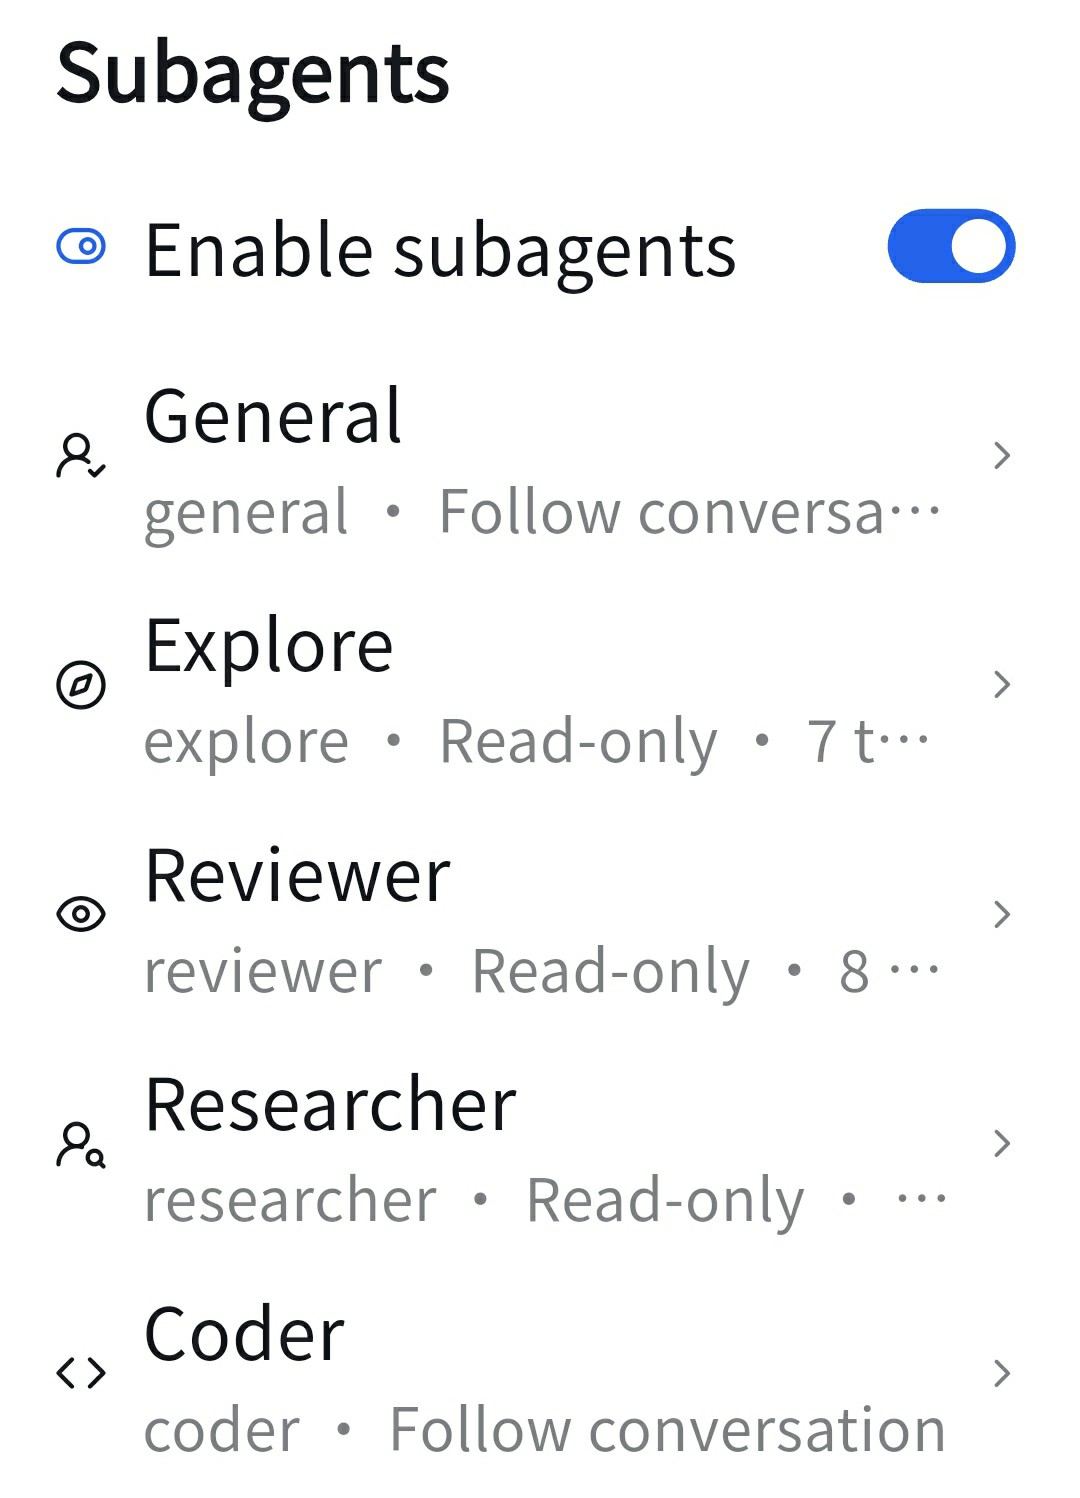 Subagents
Enable subagents
General
general • Follow conversa···
Explore
explore • Read-only • 7 t···
Reviewer
reviewer • Read-only • 8 ···
Researcher
researcher • Read-only • ···
Coder
coder • Follow conversation